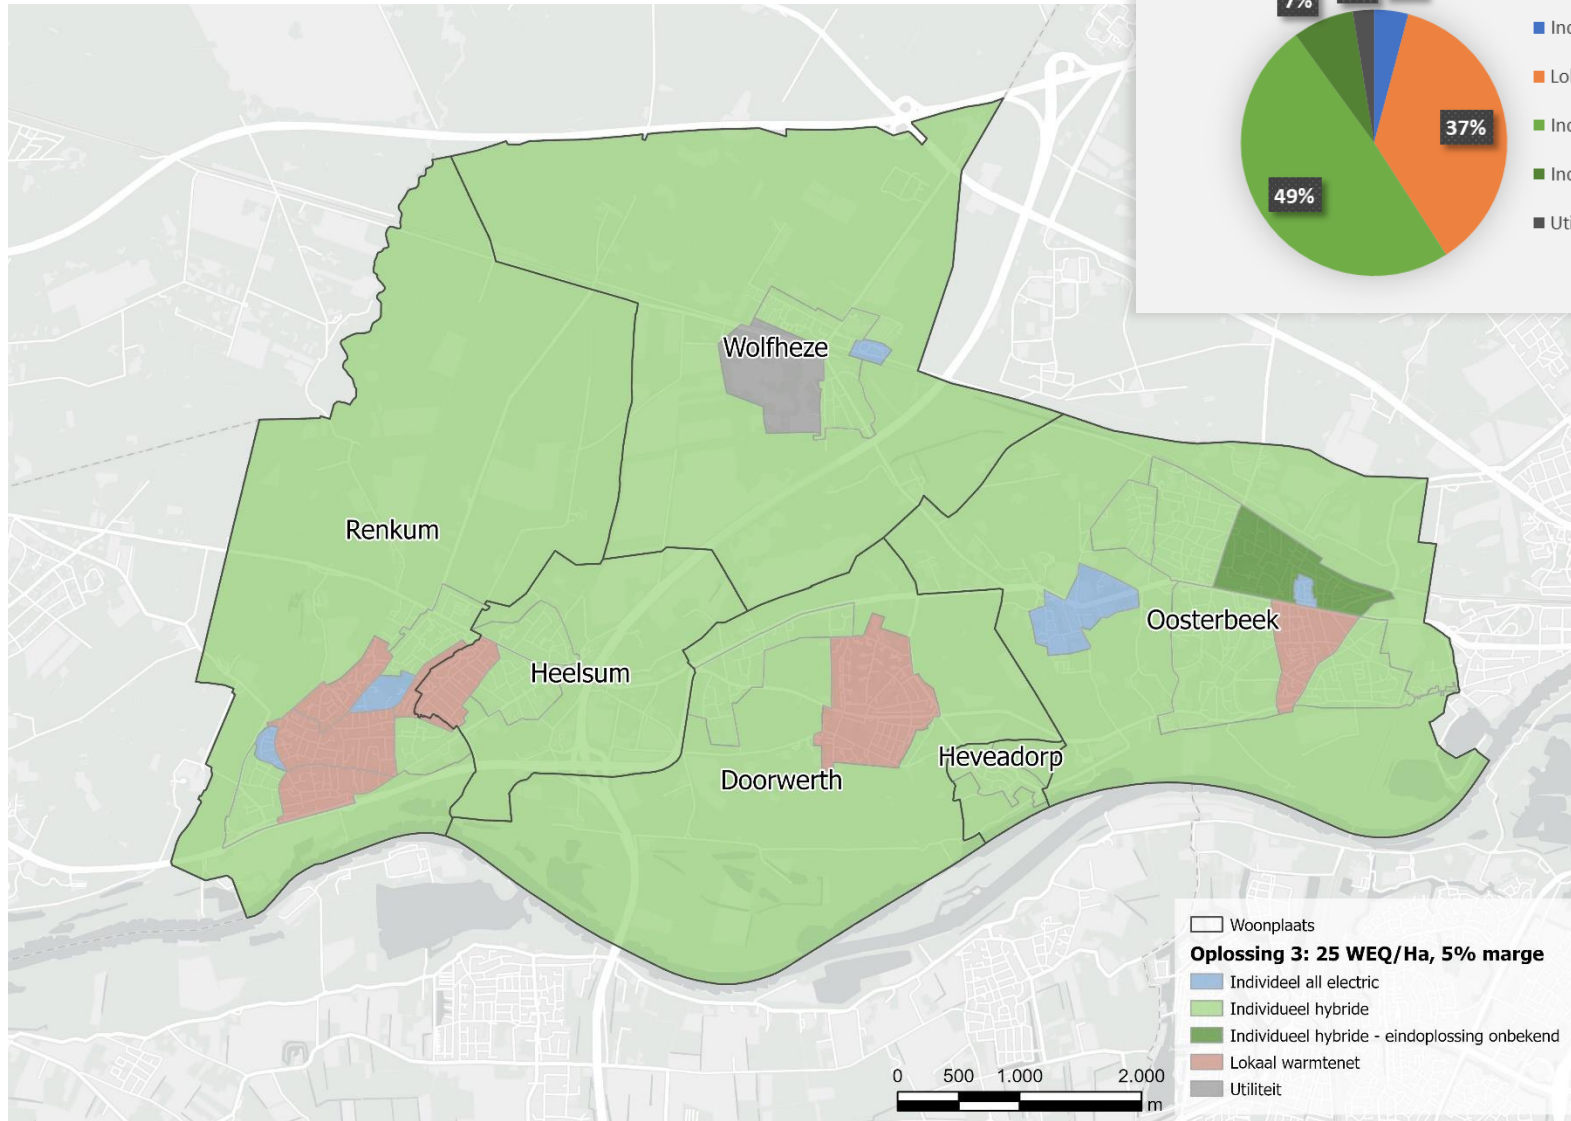 7%
37%
49%
Wolfheze
Renkum
Oosterbeek
Heelsum
Heveadorp
Doorwerth
Woonplaats
Oplossing 3: 25 WEQ/Ha, 5% marge
Individeel all electric
Individueel hybride
Individueel hybride - eindoplossing onbekend
Lokaal warmtenet
Utiliteit
0 500 1.000 2.000
m